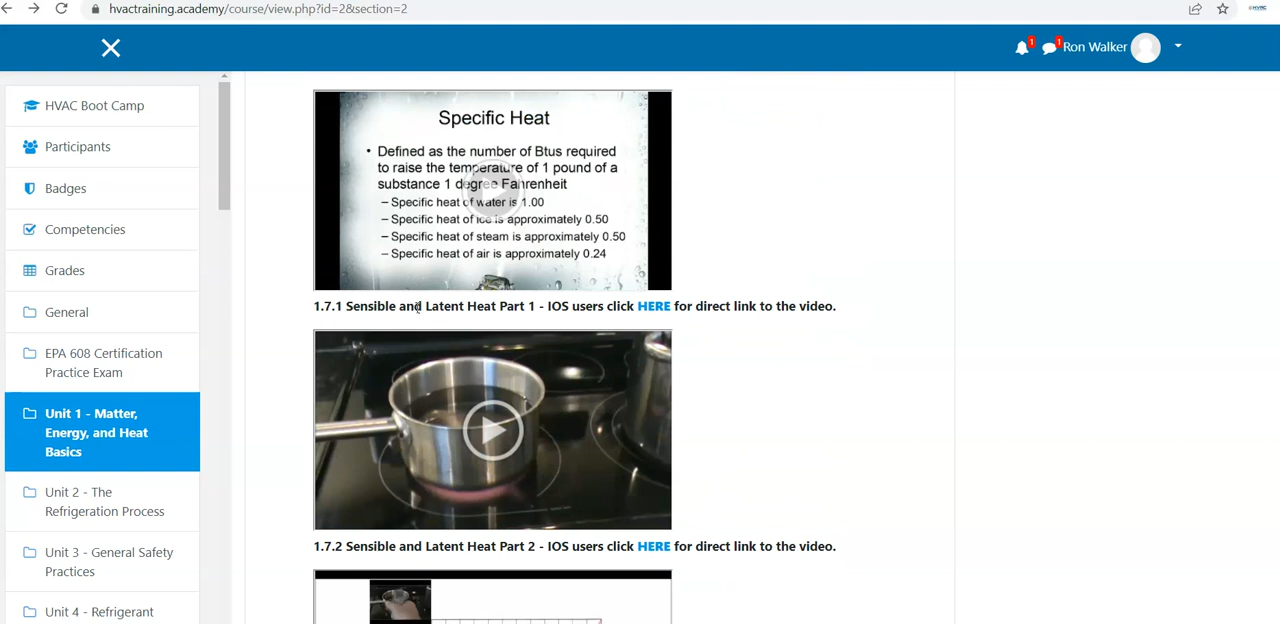 hvactraining.academy/course/view.php?id=2&section=2
HVAC
1
1
Ron Walker
HVAC Boot Camp
Participants
Badges
Competencies
Grades
General
EPA 608 Certification
Practice Exam
Unit 1 - Matter,
Energy, and Heat
Basics
Unit 2 - The
Refrigeration Process
Unit 3 - General Safety
Practices
Unit 4 - Refrigerant
Specific Heat
• Defined as the number of Btus required
to raise the temperature of 1 pound of a
substance 1 degree Fahrenheit
– Specific heat of water is 1.00
– Specific heat of ice is approximately 0.50
– Specific heat of steam is approximately 0.50
– Specific heat of air is approximately 0.24
1.7.1 Sensible and Latent Heat Part 1 - IOS users click HERE for direct link to the video.
1.7.2 Sensible and Latent Heat Part 2 - IOS users click HERE for direct link to the video.